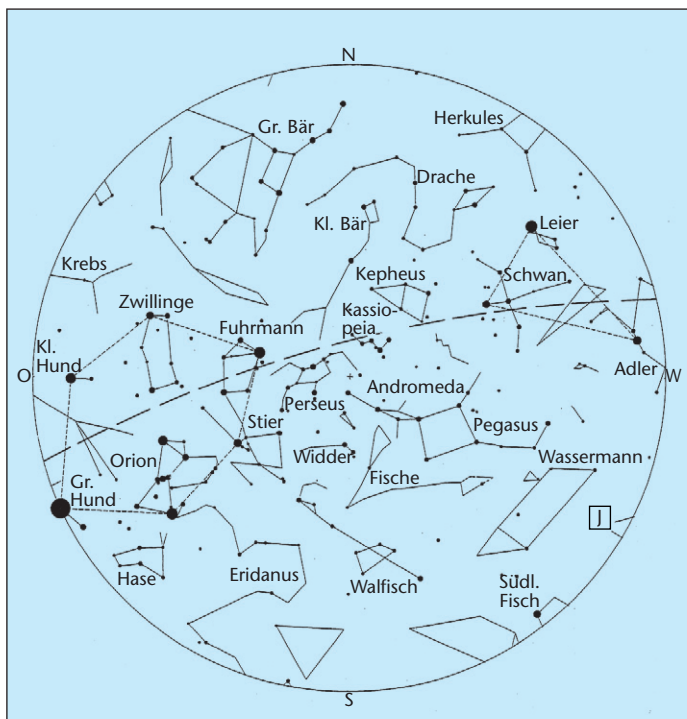 N
Gr. Bär
Herkules
Drache
Kl. Bär
Leier
Krebs
Kepheus
Schwan
Zwillinge
Fuhrmann
Kassio-
peia
Kl.
Hund
O
Adler
W
Andromeda
Perseus
Pegasus
Stier
Widder
Wassermann
Orion
Fische
Gr.
Hund
J
Hase
Eridanus
Walfisch
Südl.
Fisch
S